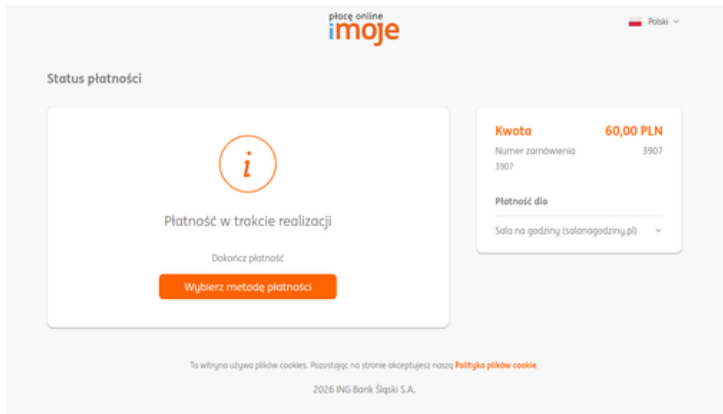 płacę online
imoje
Polski
Status płatności
i
Płatność w trakcie realizacji
Dokończ płatność
Wybierz metodę płatności
Kwota 60,00 PLN
Numer zamówienia 3907
3907
Płatność dla
Sala na godziny (salanagodziny.pl)
Ta witryna używa plików cookies. Pozostając na stronie akceptujesz naszą Polityka plików cookie.
2026 ING Bank Śląski S.A.